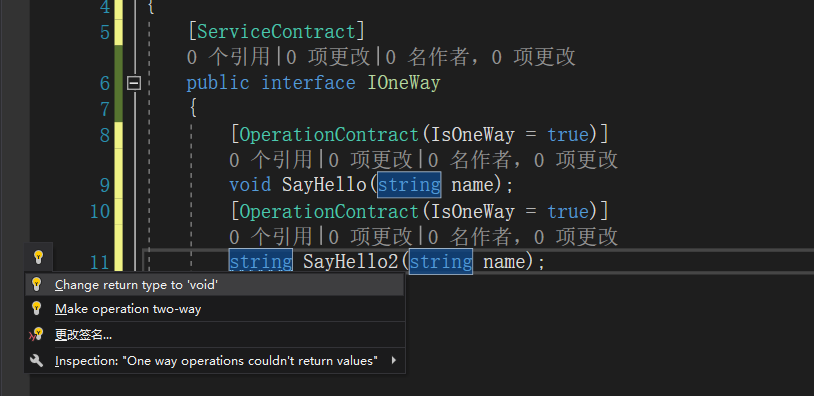 4 {
5 [ServiceContract]
0 个引用|0 项更改|0 名作者, 0 项更改
6 public interface IOneWay
7 {
8 [OperationContract(IsOneWay = true)]
0 个引用|0 项更改|0 名作者, 0 项更改
9 void SayHello(string name);
10 [OperationContract(IsOneWay = true)]
0 个引用|0 项更改|0 名作者, 0 项更改
11 string SayHello2(string name);
Change return type to 'void'
Make operation two-way
更改签名...
Inspection: "One way operations couldn't return values"